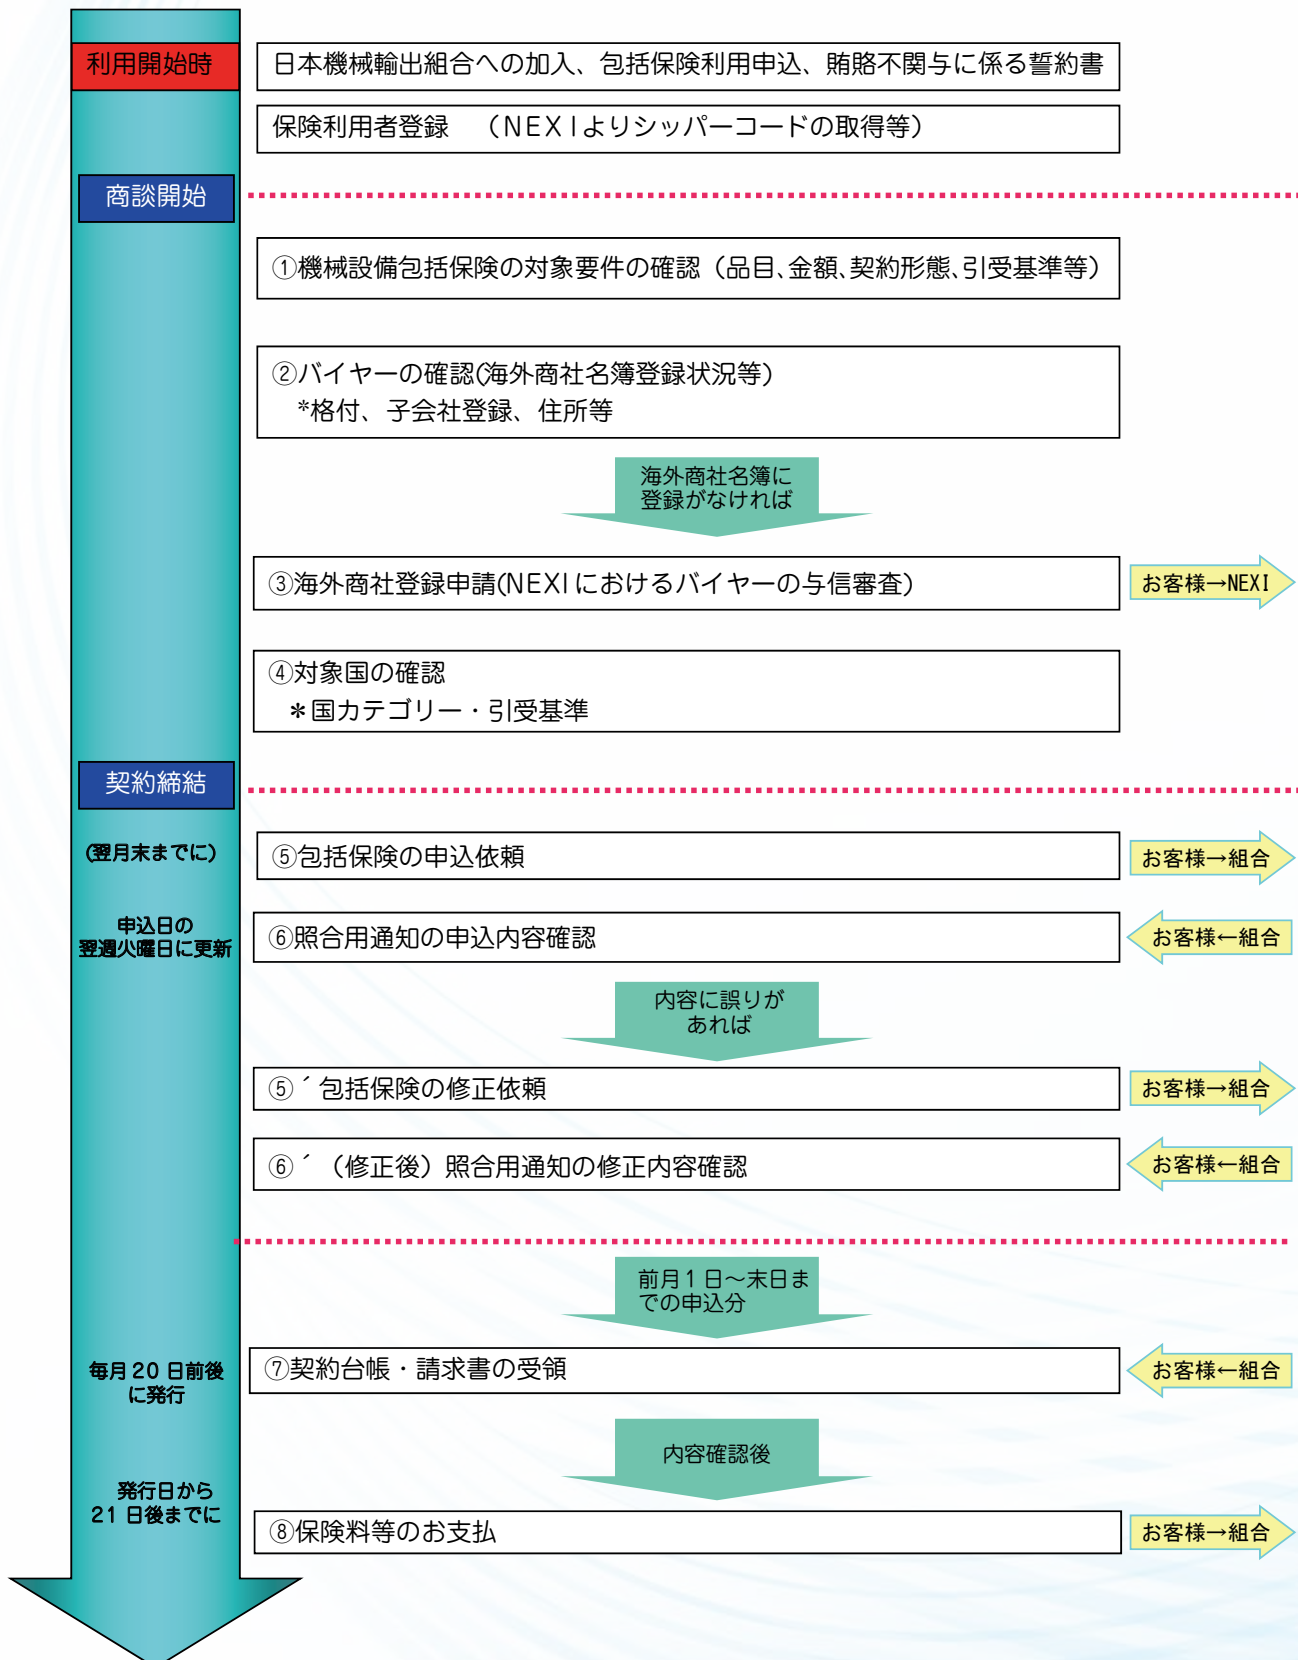 利用開始時
日本機械輸出組合への加入、包括保険利用申込、賄賂不関与に係る誓約書
保険利用者登録　（NEXIよりシッパーコードの取得等）
商談開始
①機械設備包括保険の対象要件の確認（品目、金額、契約形態、引受基準等）
②バイヤーの確認(海外商社名簿登録状況等)
*格付、子会社登録、住所等
海外商社名簿に
登録がなければ
③海外商社登録申請(NEXIにおけるバイヤーの与信審査)
お客様→NEXI
④対象国の確認
＊国カテゴリー・引受基準
契約締結
(翌月末までに)
⑤包括保険の申込依頼
お客様→組合
申込日の
翌週火曜日に更新
⑥照合用通知の申込内容確認
お客様←組合
内容に誤りが
あれば
⑤´包括保険の修正依頼
お客様→組合
⑥´（修正後）照合用通知の修正内容確認
お客様←組合
前月１日～末日ま
での申込分
毎月20 日前後
に発行
⑦契約台帳・請求書の受領
お客様←組合
内容確認後
発行日から
21 日後までに
⑧保険料等のお支払
お客様→組合